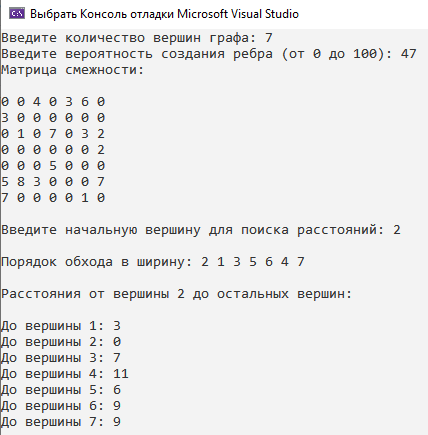 C:\ Выбрать Консоль отладки Microsoft Visual Studio
Введите количество вершин графа: 7
Введите вероятность создания ребра (от 0 до 100): 47
Матрица смежности:
0 0 4 0 3 6 0
3 0 0 0 0 0 0
0 1 0 7 0 3 2
0 0 0 0 0 0 2
0 0 0 5 0 0 0
5 8 3 0 0 0 7
7 0 0 0 0 1 0
Введите начальную вершину для поиска расстояний: 2
Порядок обхода в ширину: 2 1 3 5 6 4 7
Расстояния от вершины 2 до остальных вершин:
До вершины 1: 3
До вершины 2: 0
До вершины 3: 7
До вершины 4: 11
До вершины 5: 6
До вершины 6: 9
До вершины 7: 9